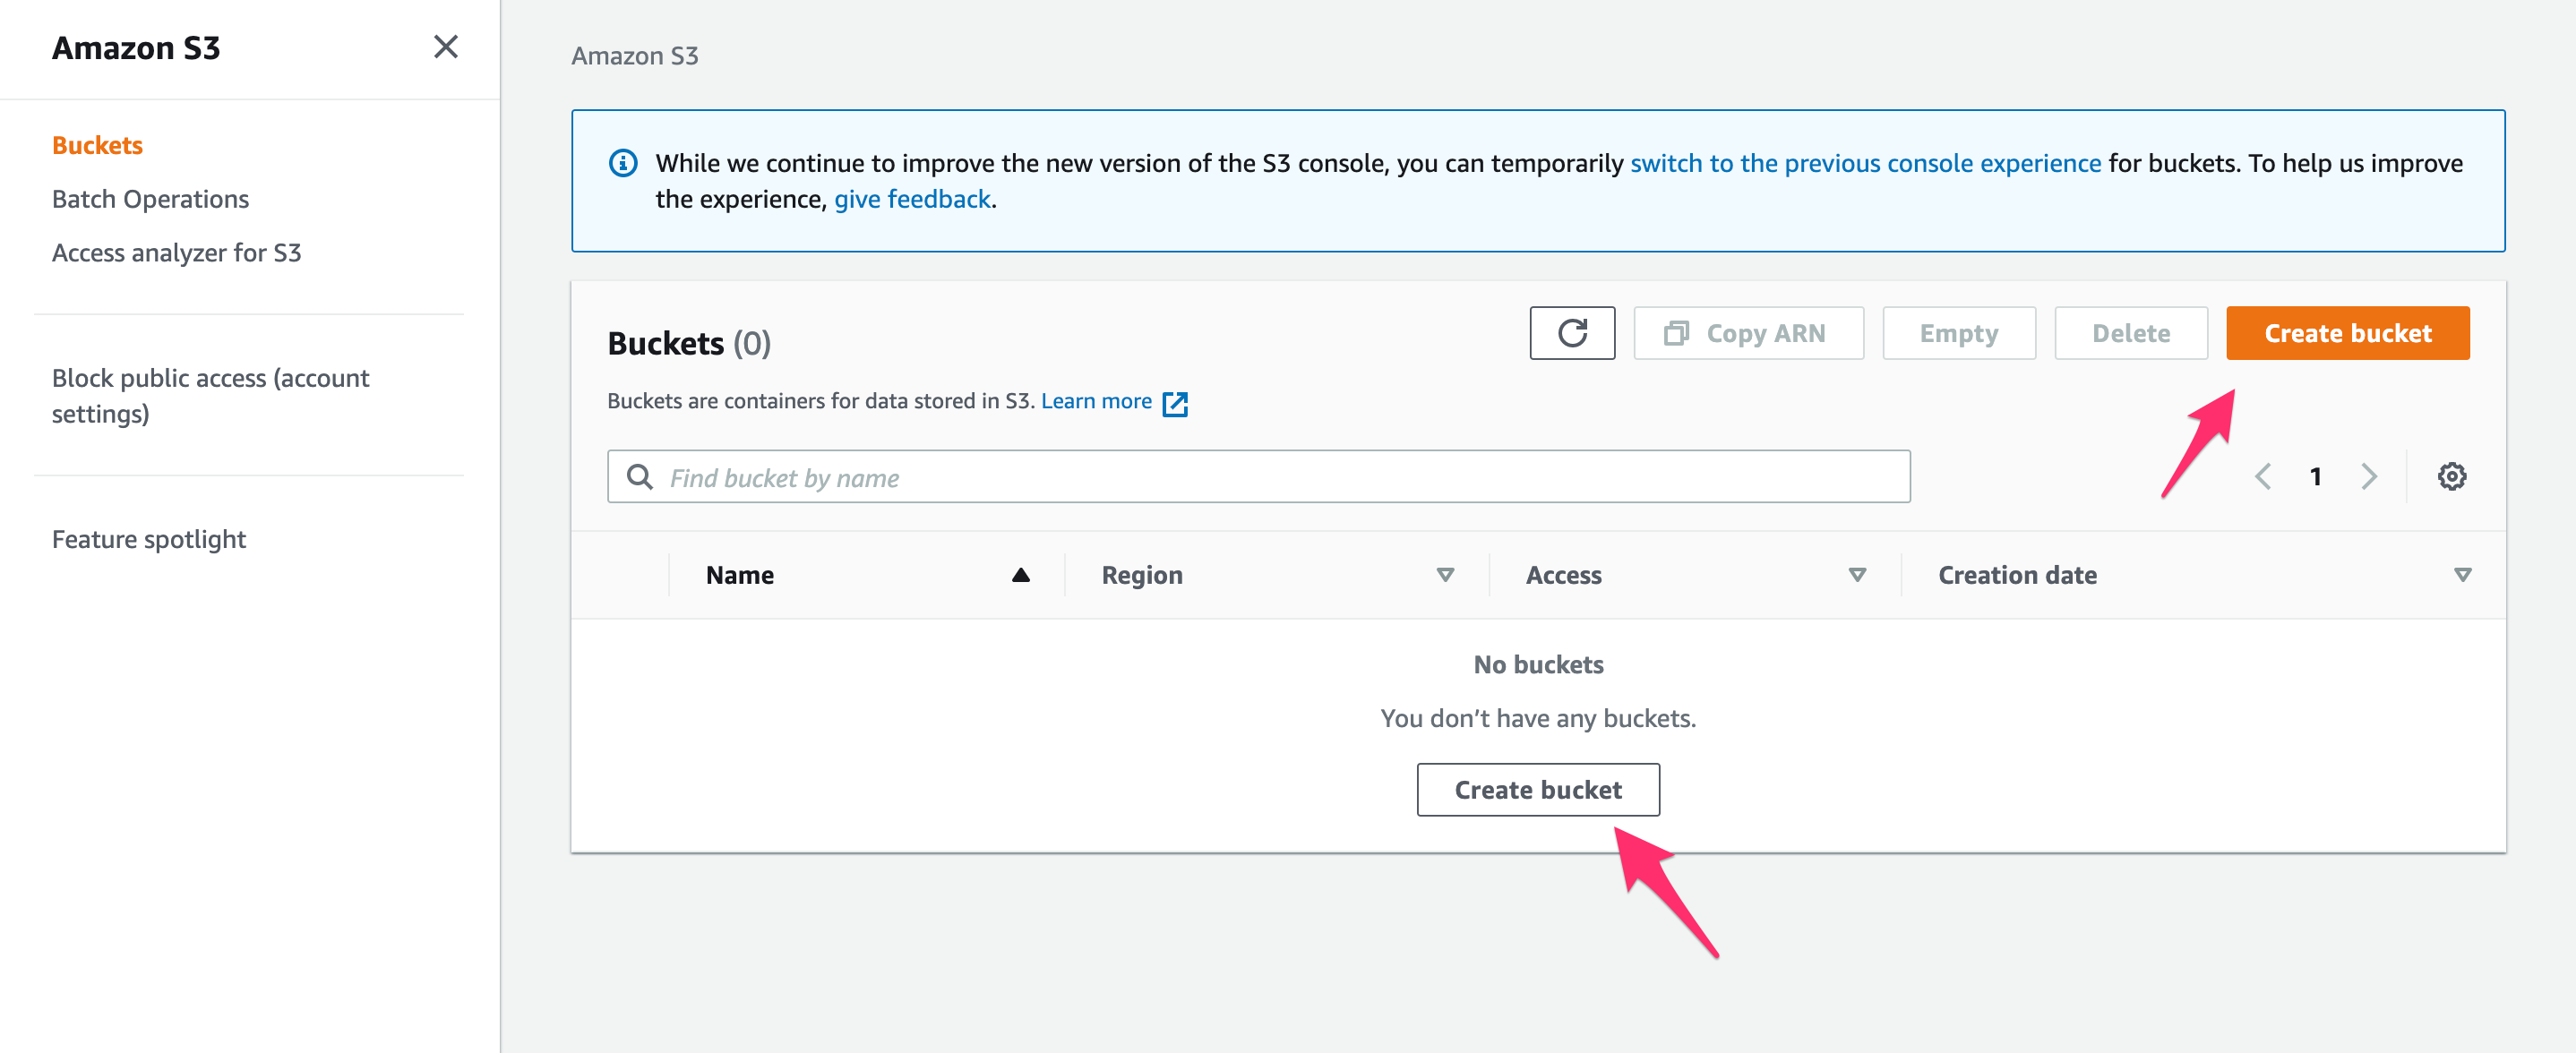 Amazon S3
Buckets
Batch Operations
Access analyzer for S3
Block public access (account
settings)
Feature spotlight
Amazon S3
While we continue to improve the new version of the S3 console, you can temporarily switch to the previous console experience for buckets. To help us improve
the experience, give feedback.
Buckets (0)
Copy ARN
Empty
Delete
Create bucket
Buckets are containers for data stored in S3. Learn more
Find bucket by name
1
Name
Region
Access
Creation date
No buckets
You don’t have any buckets.
Create bucket